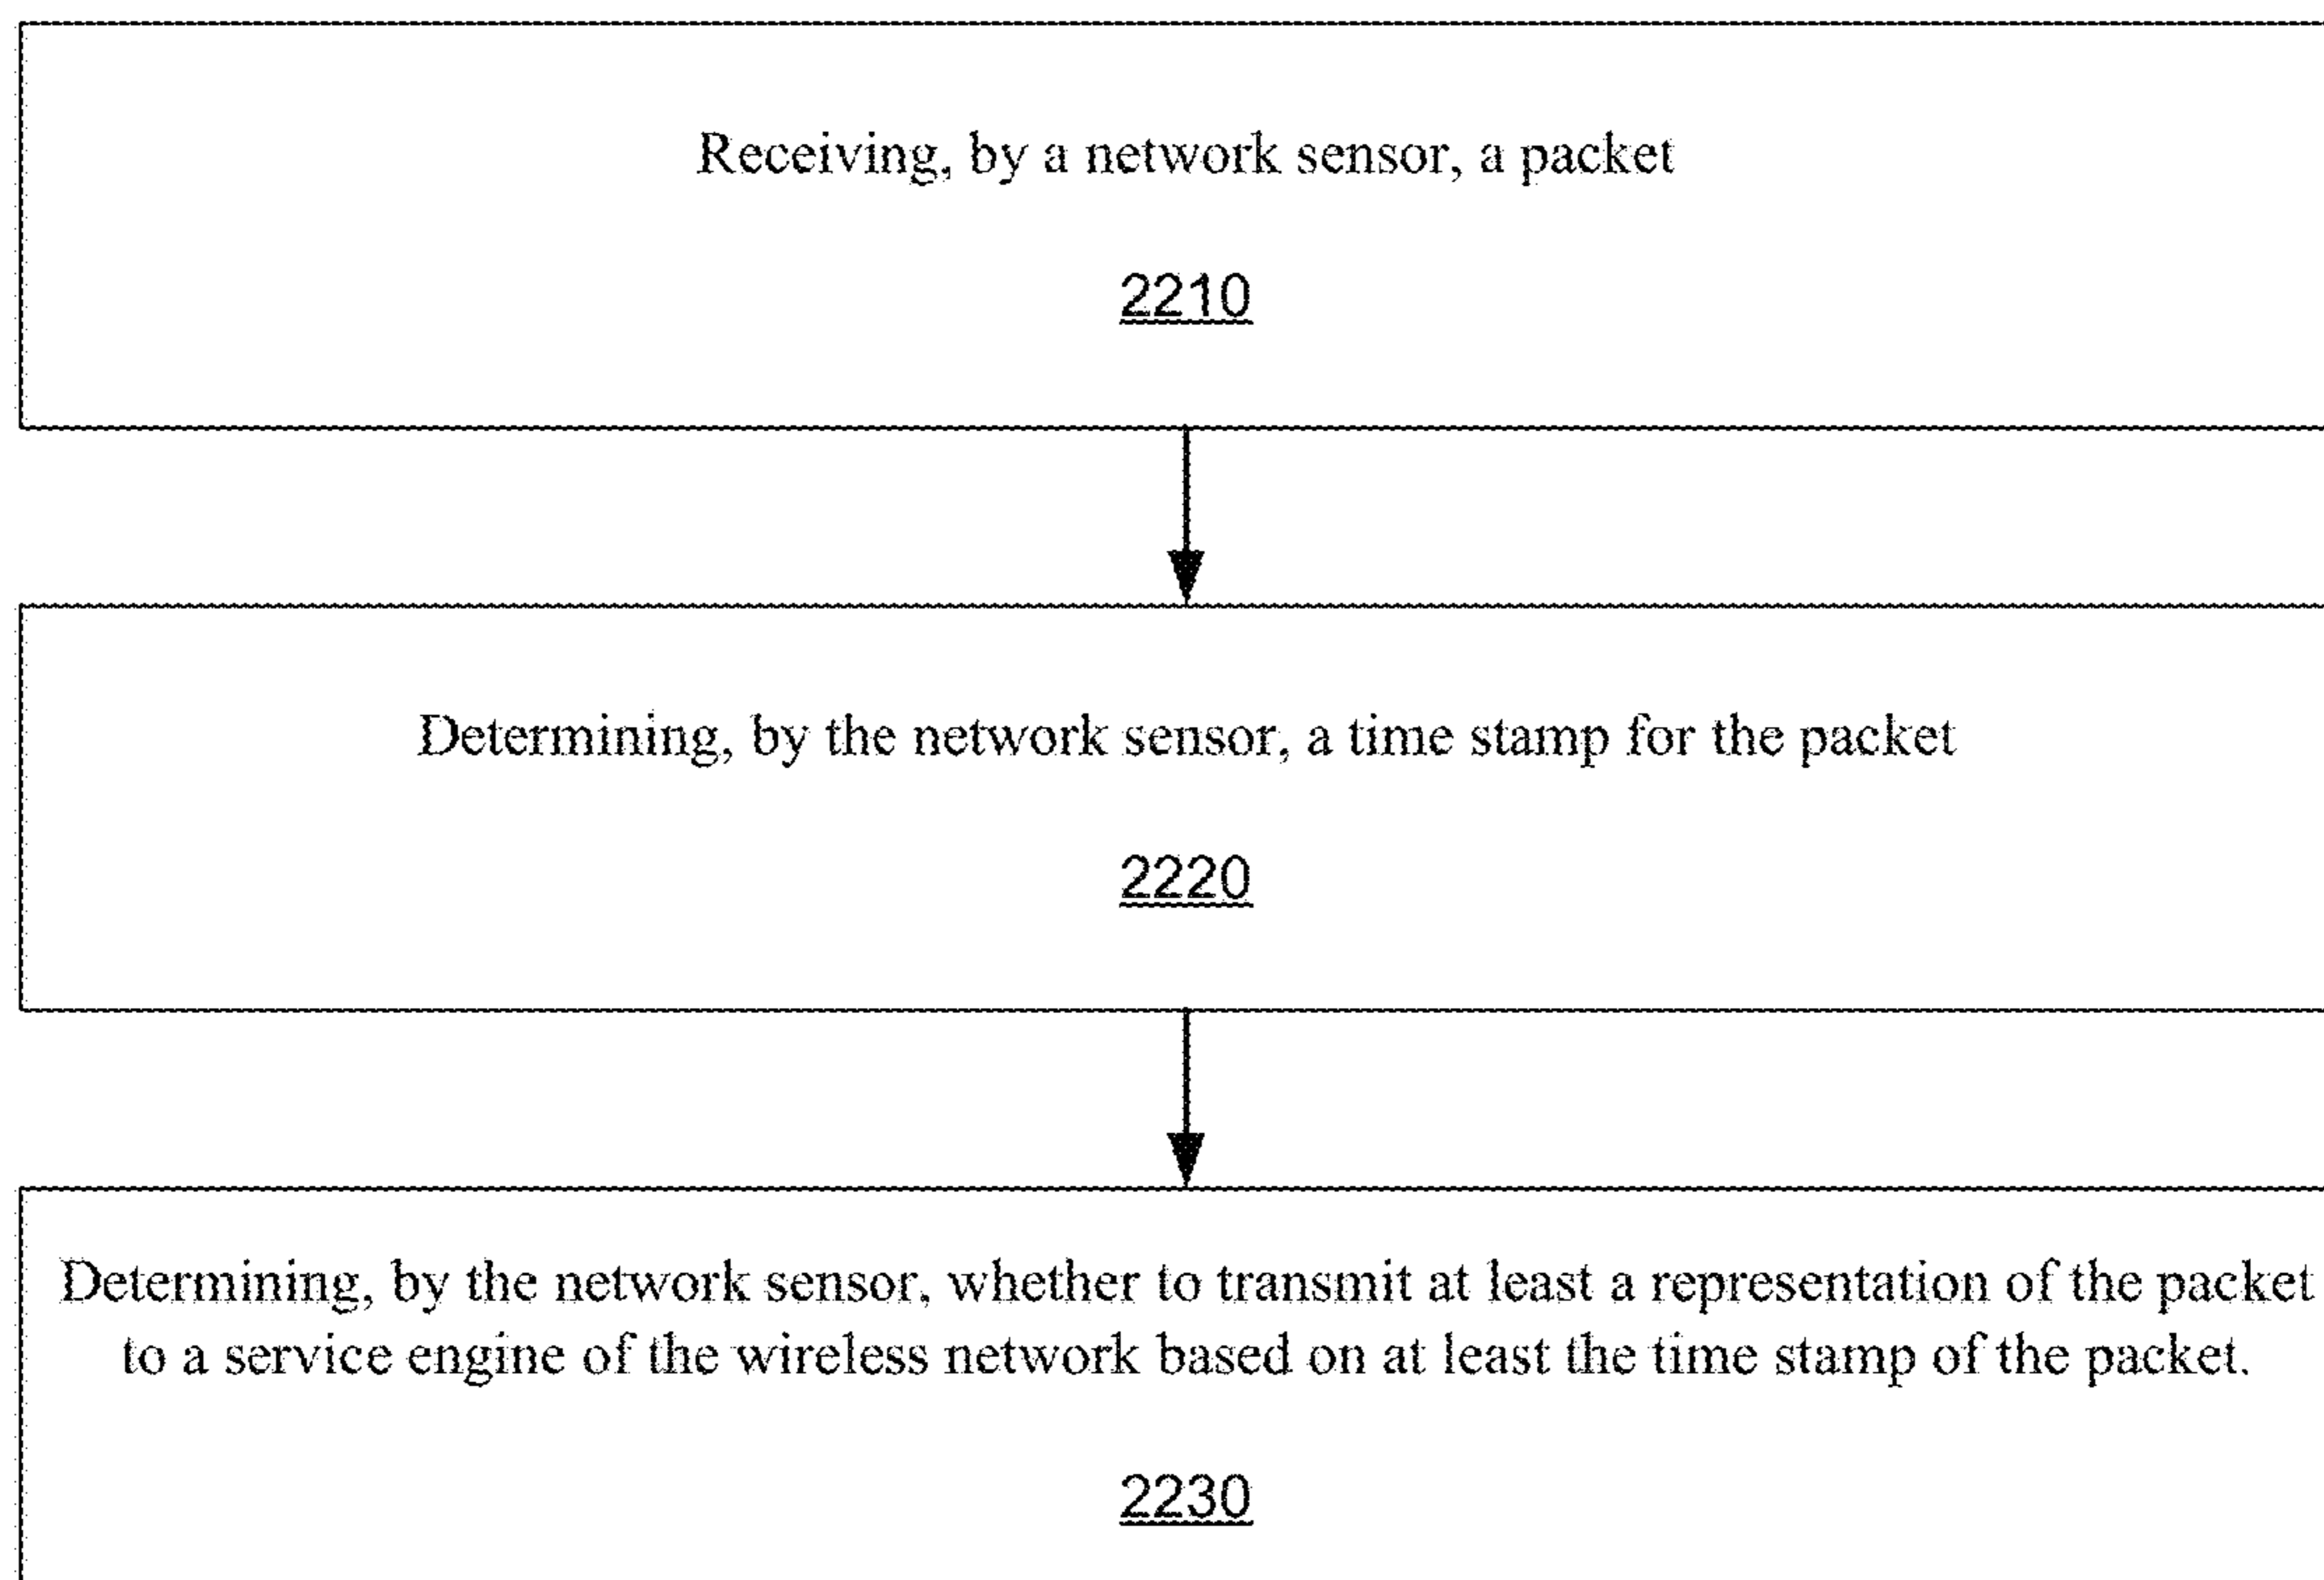 Receiving, by a network sensor, a packet
2210
Determining, by the network sensor, a time stamp for the packet
2220
Determining, by the network sensor, whether to transmit at least a representation of the packet
to a service engine of the wireless network based on at least the time stamp of the packet.
2230